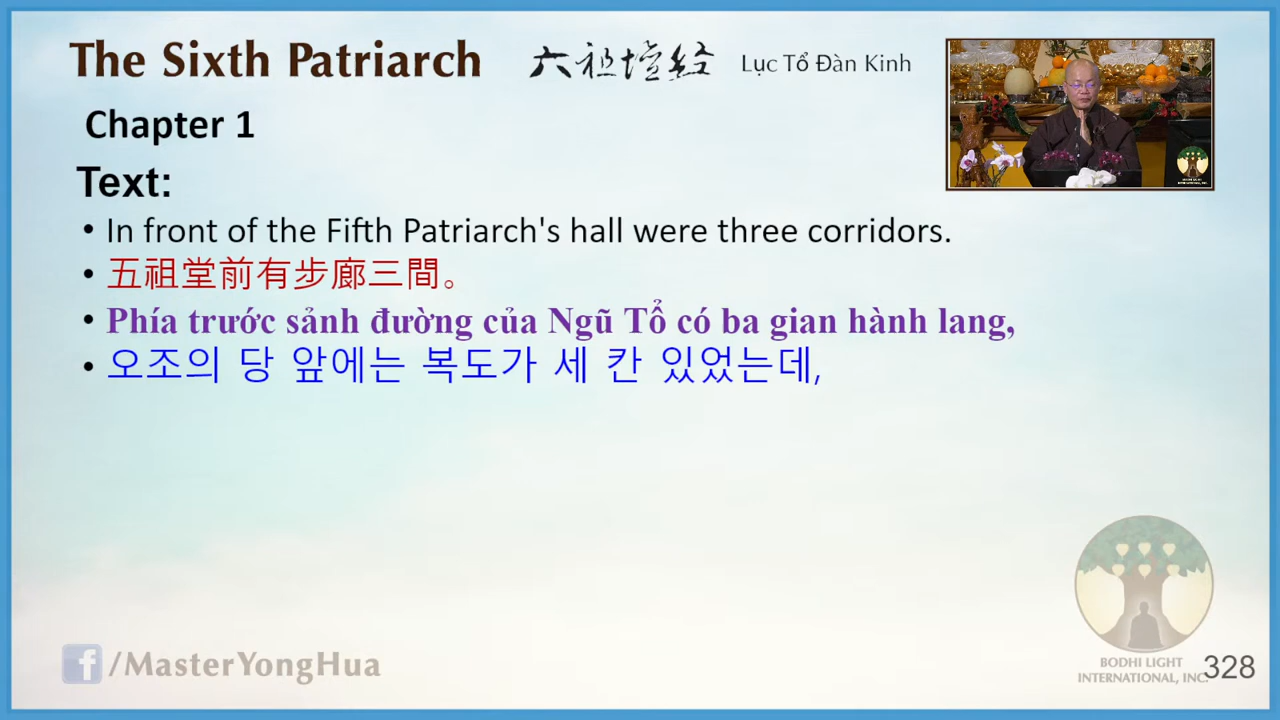 The Sixth Patriarch 六祖壇經 Lục Tổ Đàn Kinh
Chapter 1
Text:
• In front of the Fifth Patriarch's hall were three corridors.
• 五祖堂前有步廊三間。
• Phía trước sảnh đường của Ngũ Tổ có ba gian hành lang,
• 오조의 당 앞에는 복도가 세 칸 있었는데,
f/MasterYongHua
BODHI LIGHT
INTERNATIONAL, INC.
328